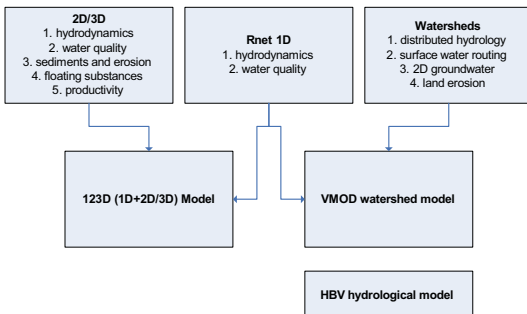 2D/3D
1. hydrodynamics
2. water quality
3. sediments and erosion
4. floating substances
5. productivity
Rnet 1D
1. hydrodynamics
2. water quality
Watersheds
1. distributed hydrology
2. surface water routing
3. 2D groundwater
4. land erosion
123D (1D+2D/3D) Model
VMOD watershed model
HBV hydrological model